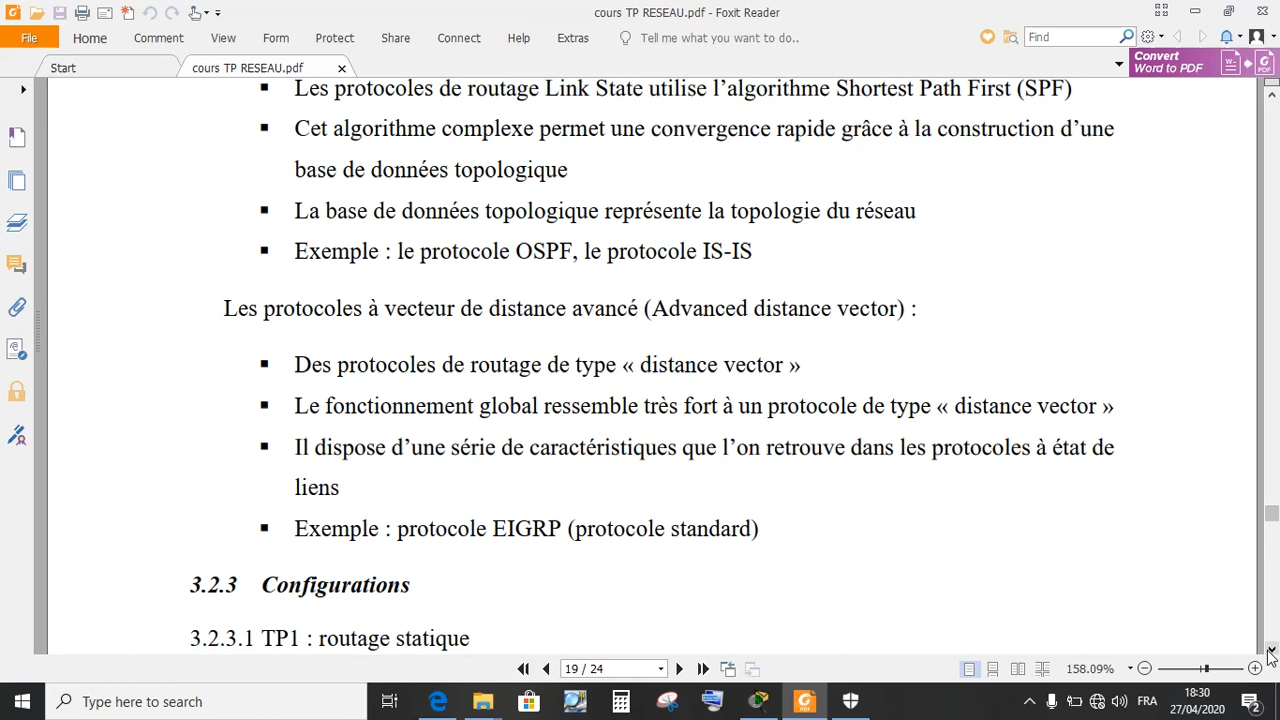 cours TP RESEAU.pdf - Foxit Reader
File Home Comment View Form Protect Share Connect Help Extras Tell me what you want to do.. Find
Start cours TP RESEAU.pdf
Convert
Word to PDF
▪ Les protocoles de routage Link State utilise l’algorithme Shortest Path First (SPF)
▪ Cet algorithme complexe permet une convergence rapide grâce à la construction d’une
base de données topologique
▪ La base de données topologique représente la topologie du réseau
▪ Exemple : le protocole OSPF, le protocole IS-IS
Les protocoles à vecteur de distance avancé (Advanced distance vector) :
▪ Des protocoles de routage de type « distance vector »
▪ Le fonctionnement global ressemble très fort à un protocole de type « distance vector »
▪ Il dispose d’une série de caractéristiques que l’on retrouve dans les protocoles à état de
liens
▪ Exemple : protocole EIGRP (protocole standard)
3.2.3 Configurations
3.2.3.1 TP1 : routage statique
19 / 24 158.09%
Type here to search
FRA
18:30
27/04/2020
2